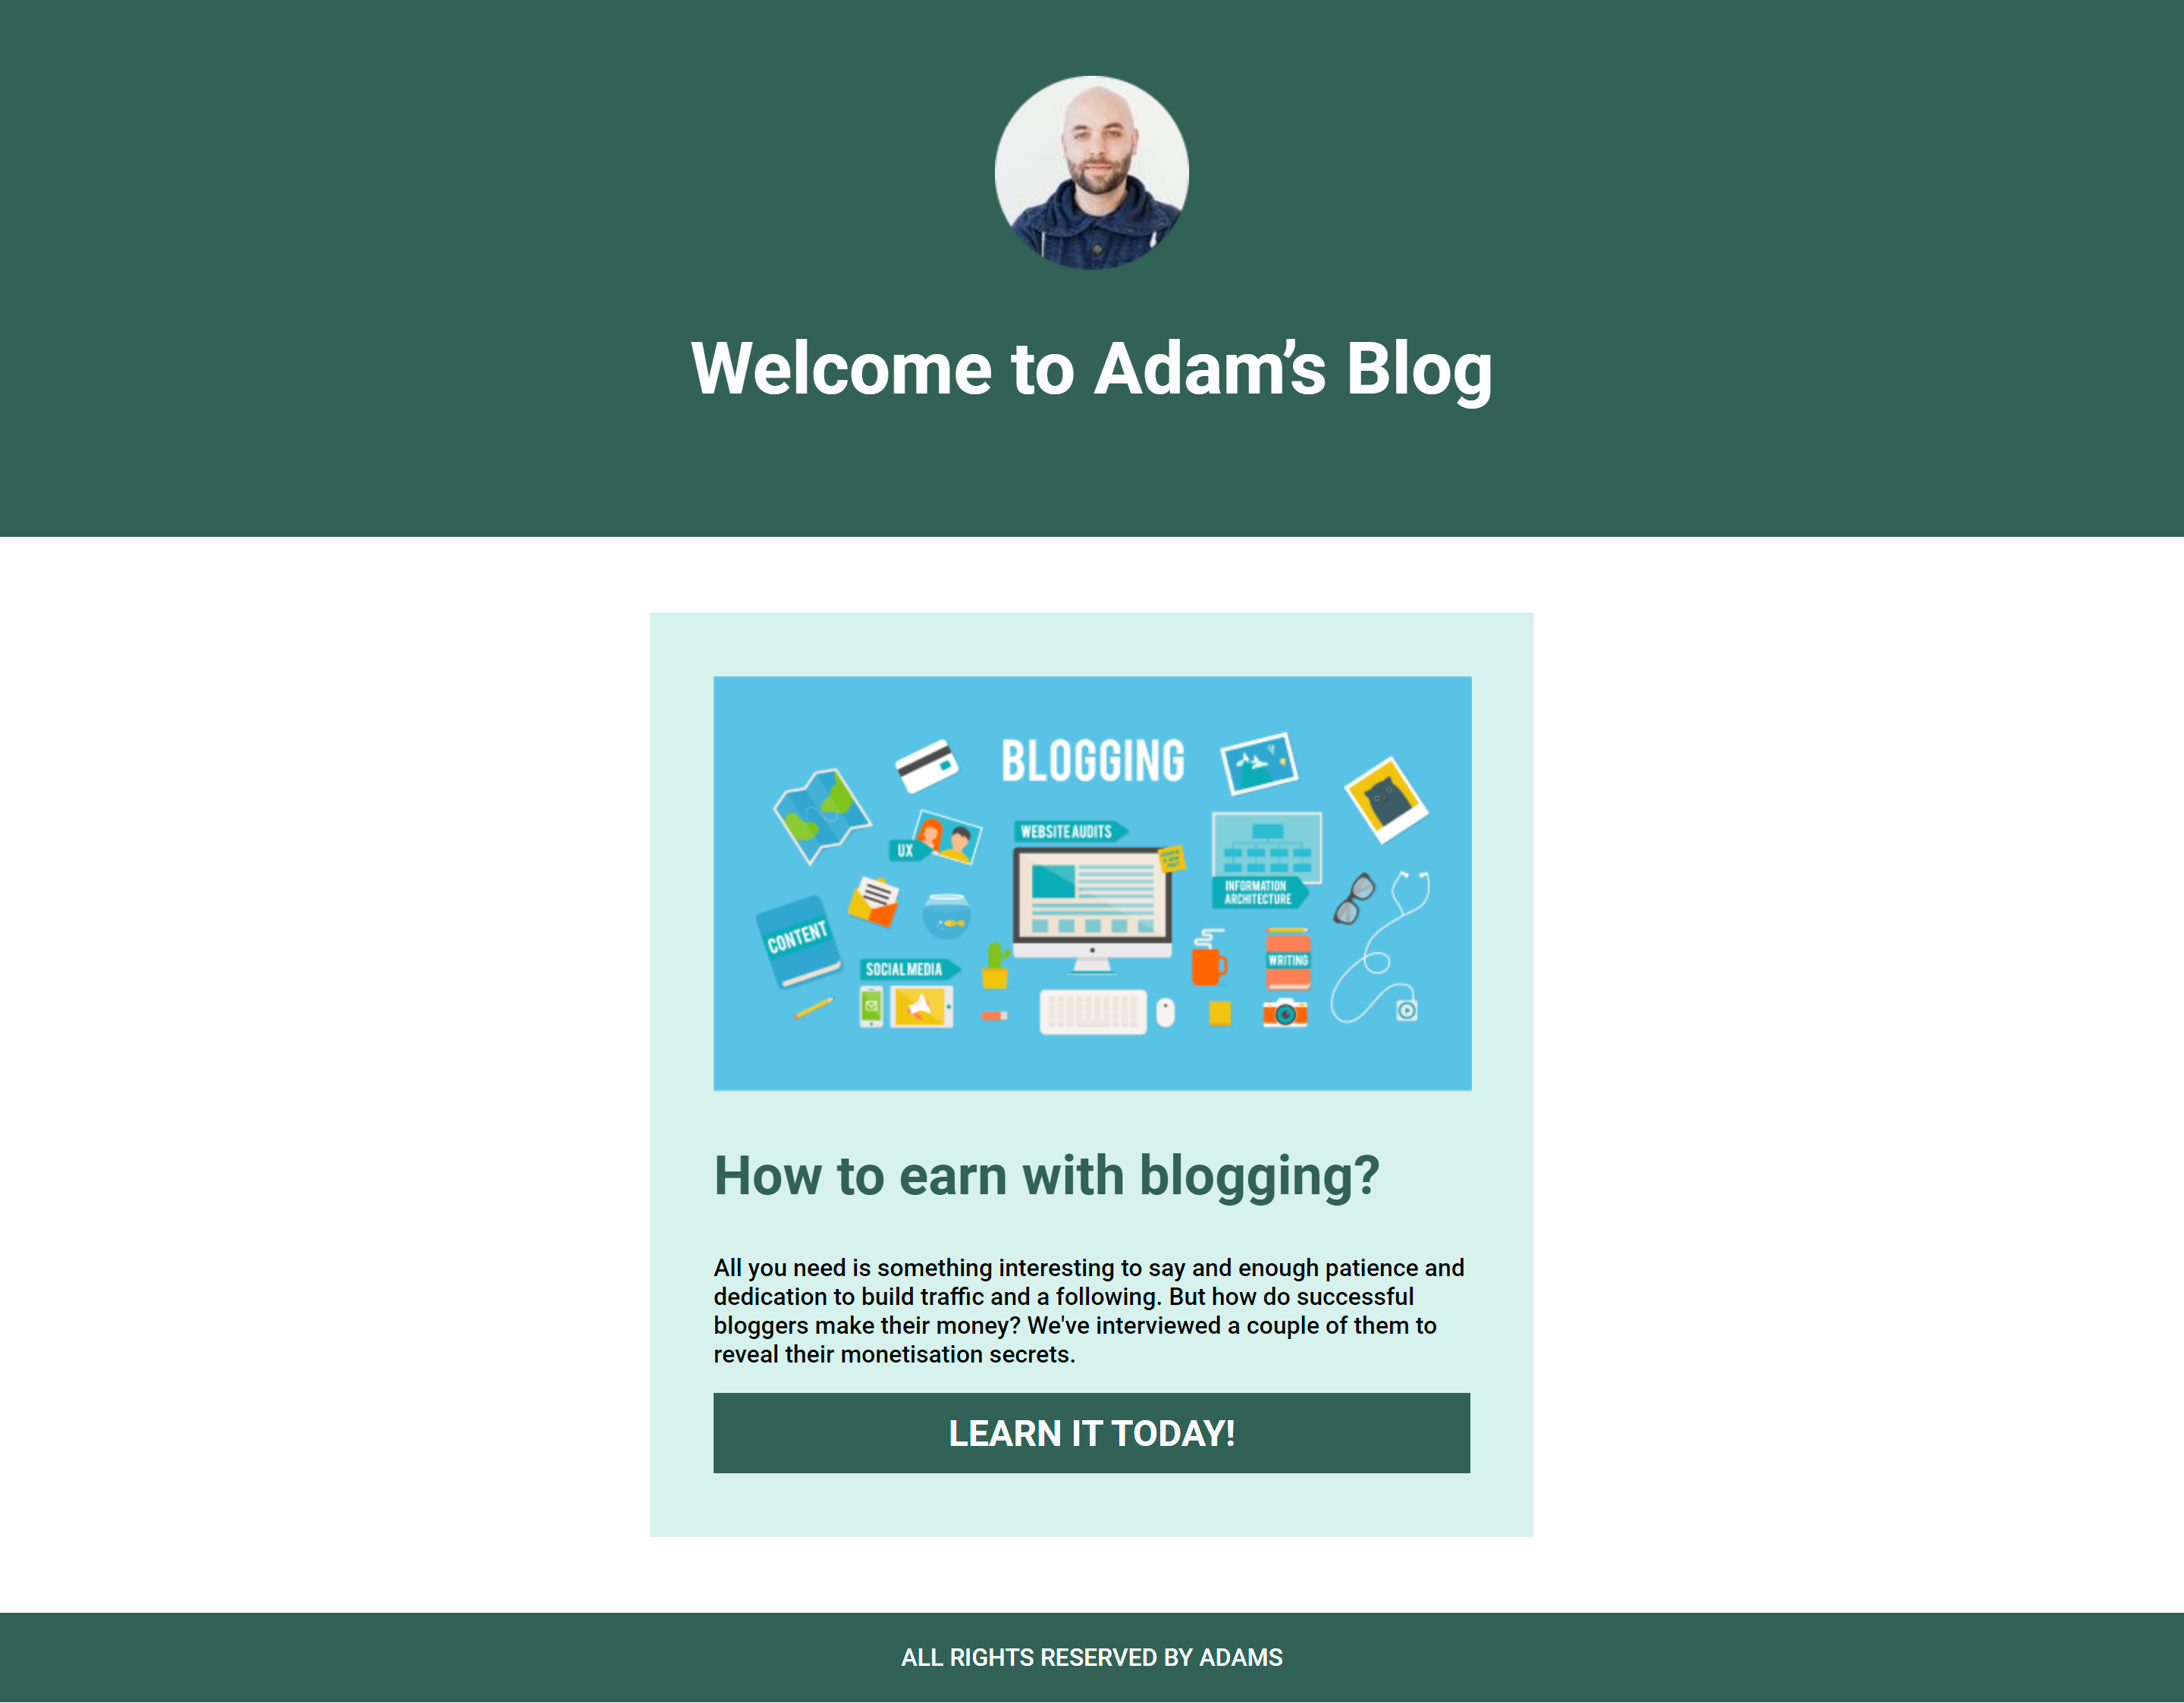 Welcome to Adam’s Blog
BLOGGING
WEBSITE AUDITS
UX
INFORMATION
ARCHITECTURE
CONTENT
SOCIAL MEDIA
WRITING
How to earn with blogging?
All you need is something interesting to say and enough patience and
dedication to build traffic and a following. But how do successful
bloggers make their money? We've interviewed a couple of them to
reveal their monetisation secrets.
LEARN IT TODAY!
ALL RIGHTS RESERVED BY ADAMS